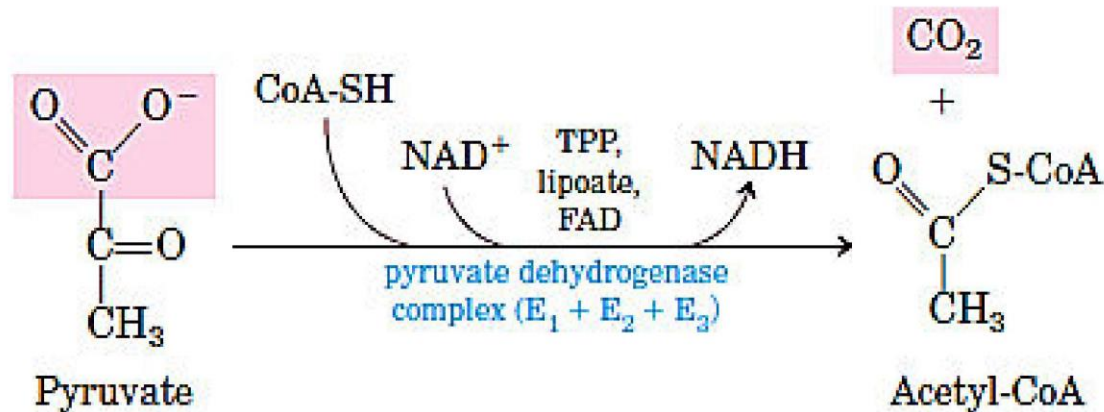 CO₂
+
O
O⁻
C
C=O
CH₃
Pyruvate
CoA-SH
NAD⁺
TPP,
lipoate,
FAD
NADH
pyruvate dehydrogenase
complex (E₁ + E₂ + E₃)
O
S-CoA
C
CH₃
Acetyl-CoA